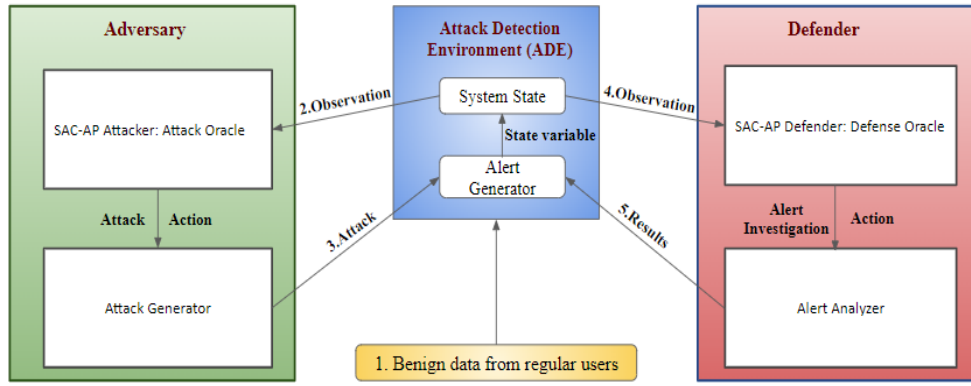 Adversary
SAC-AP Attacker: Attack Oracle
Attack Action
Attack Generator
Attack Detection
Environment (ADE)
System State
State variable
Alert
Generator
2.Observation
3.Attack
4.Observation
5.Results
1. Benign data from regular users
Defender
SAC-AP Defender: Defense Oracle
Alert
Investigation
Action
Alert Analyzer